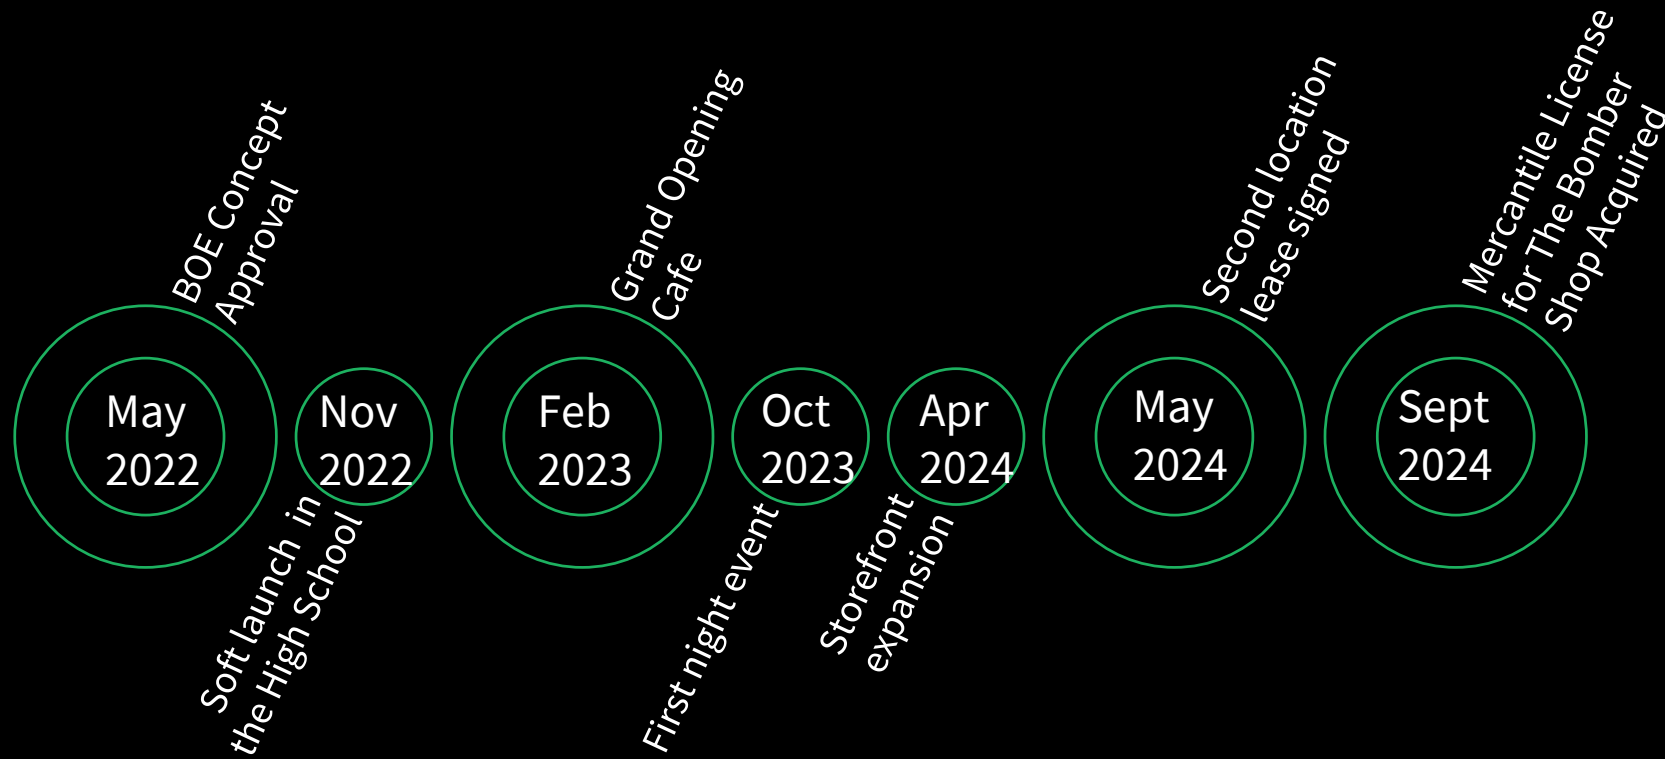 BOE Concept
Approval
May
2022
Nov
2022
Soft launch in
the High School
Grand Opening
Cafe
Feb
2023
Oct
2023
First night event
Apr
2024
Storefront
expansion
Second location
lease signed
May
2024
Mercantile License
for The Bomber
Shop Acquired
Sept
2024